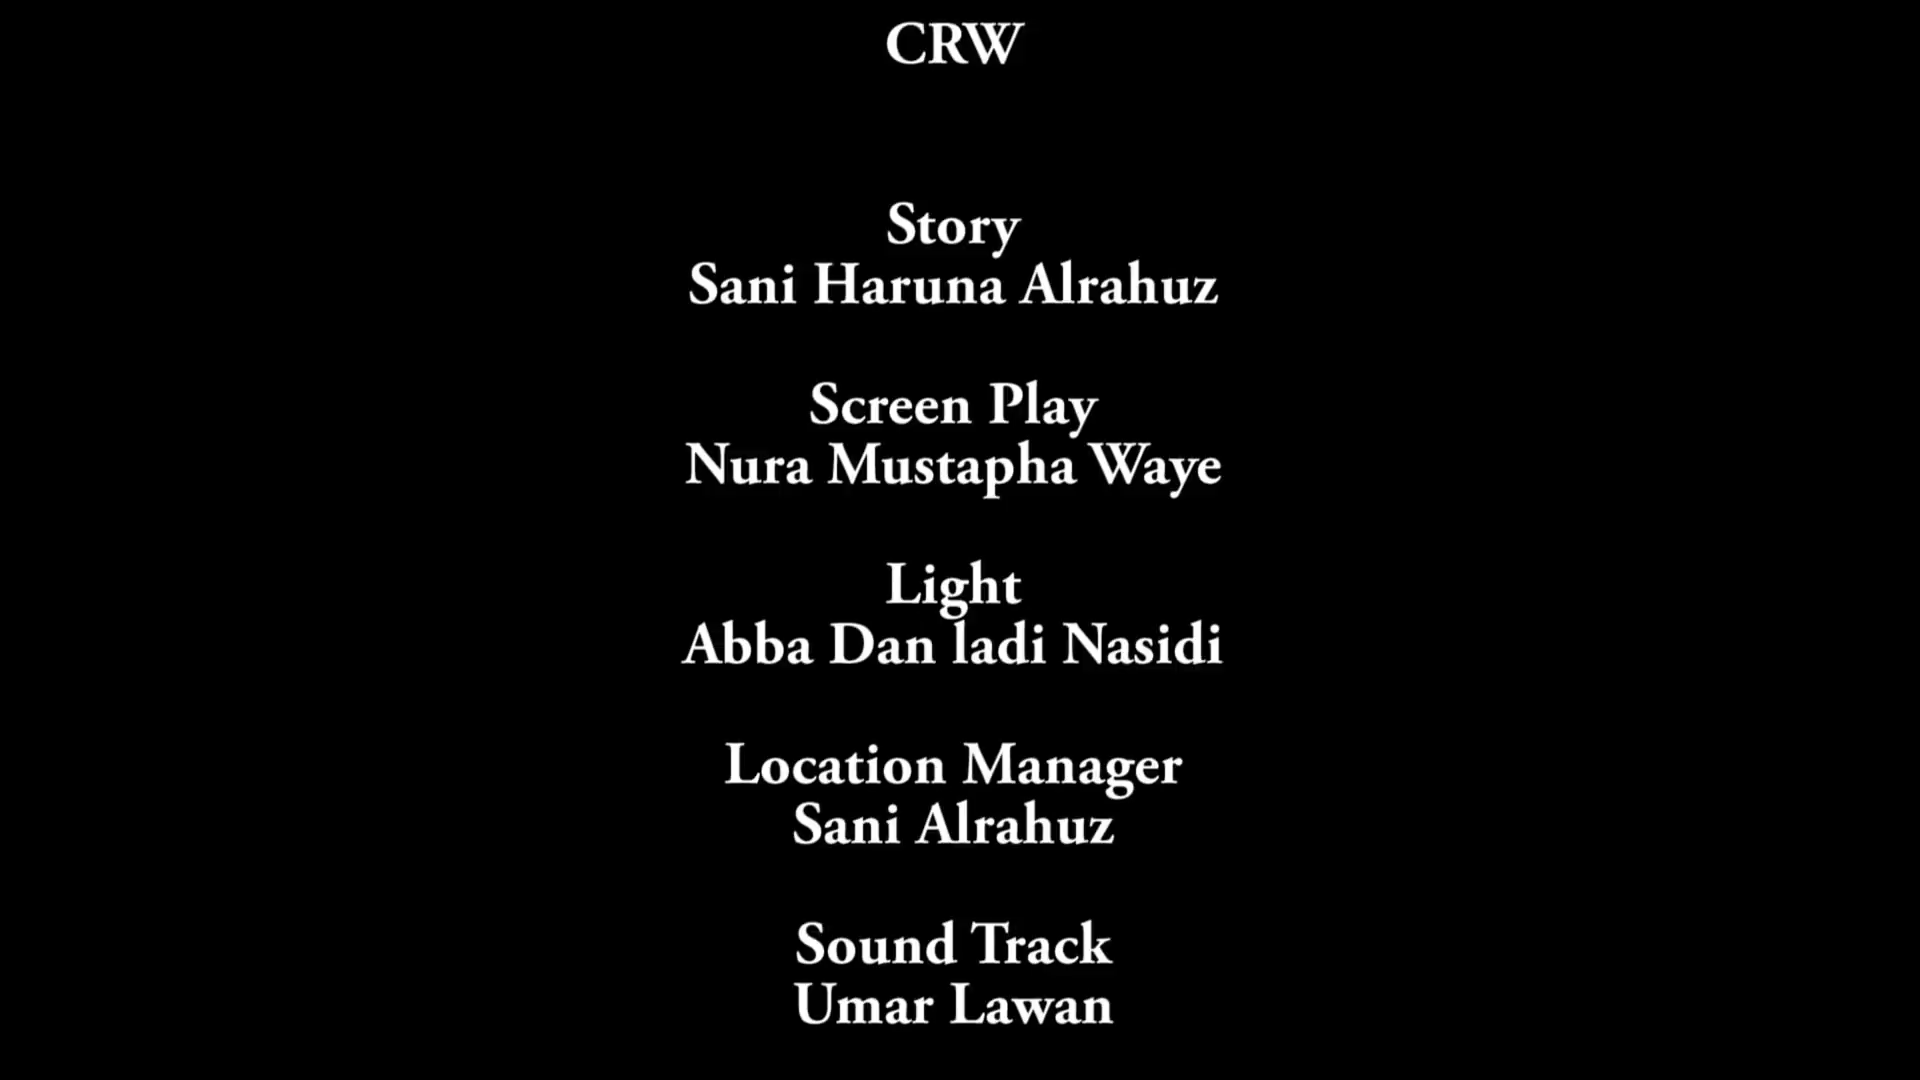 CRW
Story
Sani Haruna Alrahuz
Screen Play
Nura Mustapha Waye
Light
Abba Dan ladi Nasidi
Location Manager
Sani Alrahuz
Sound Track
Umar Lawan